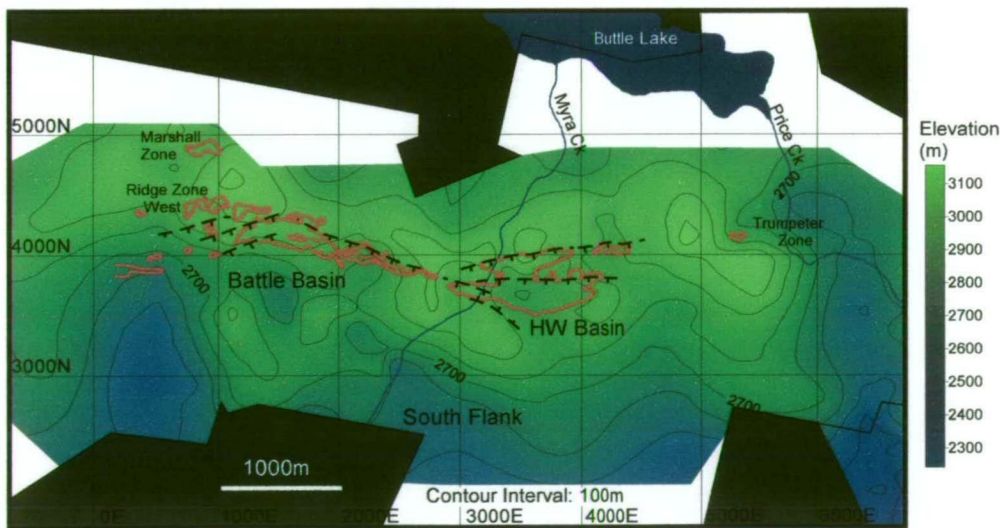 Buttle Lake
Myra Ck
Price Ck
5000N
Marshall
Zone
Ridge Zone
West
2700
Trumpeter
Zone
4000N
2700
Battle Basin
HW Basin
2700
3000N
2700
South Flank
1000m
Contour Interval: 100m
0E
1000E
2000E
3000E
4000E
Elevation
(m)
3100
3000
2900
2800
2700
2600
2500
2400
2300